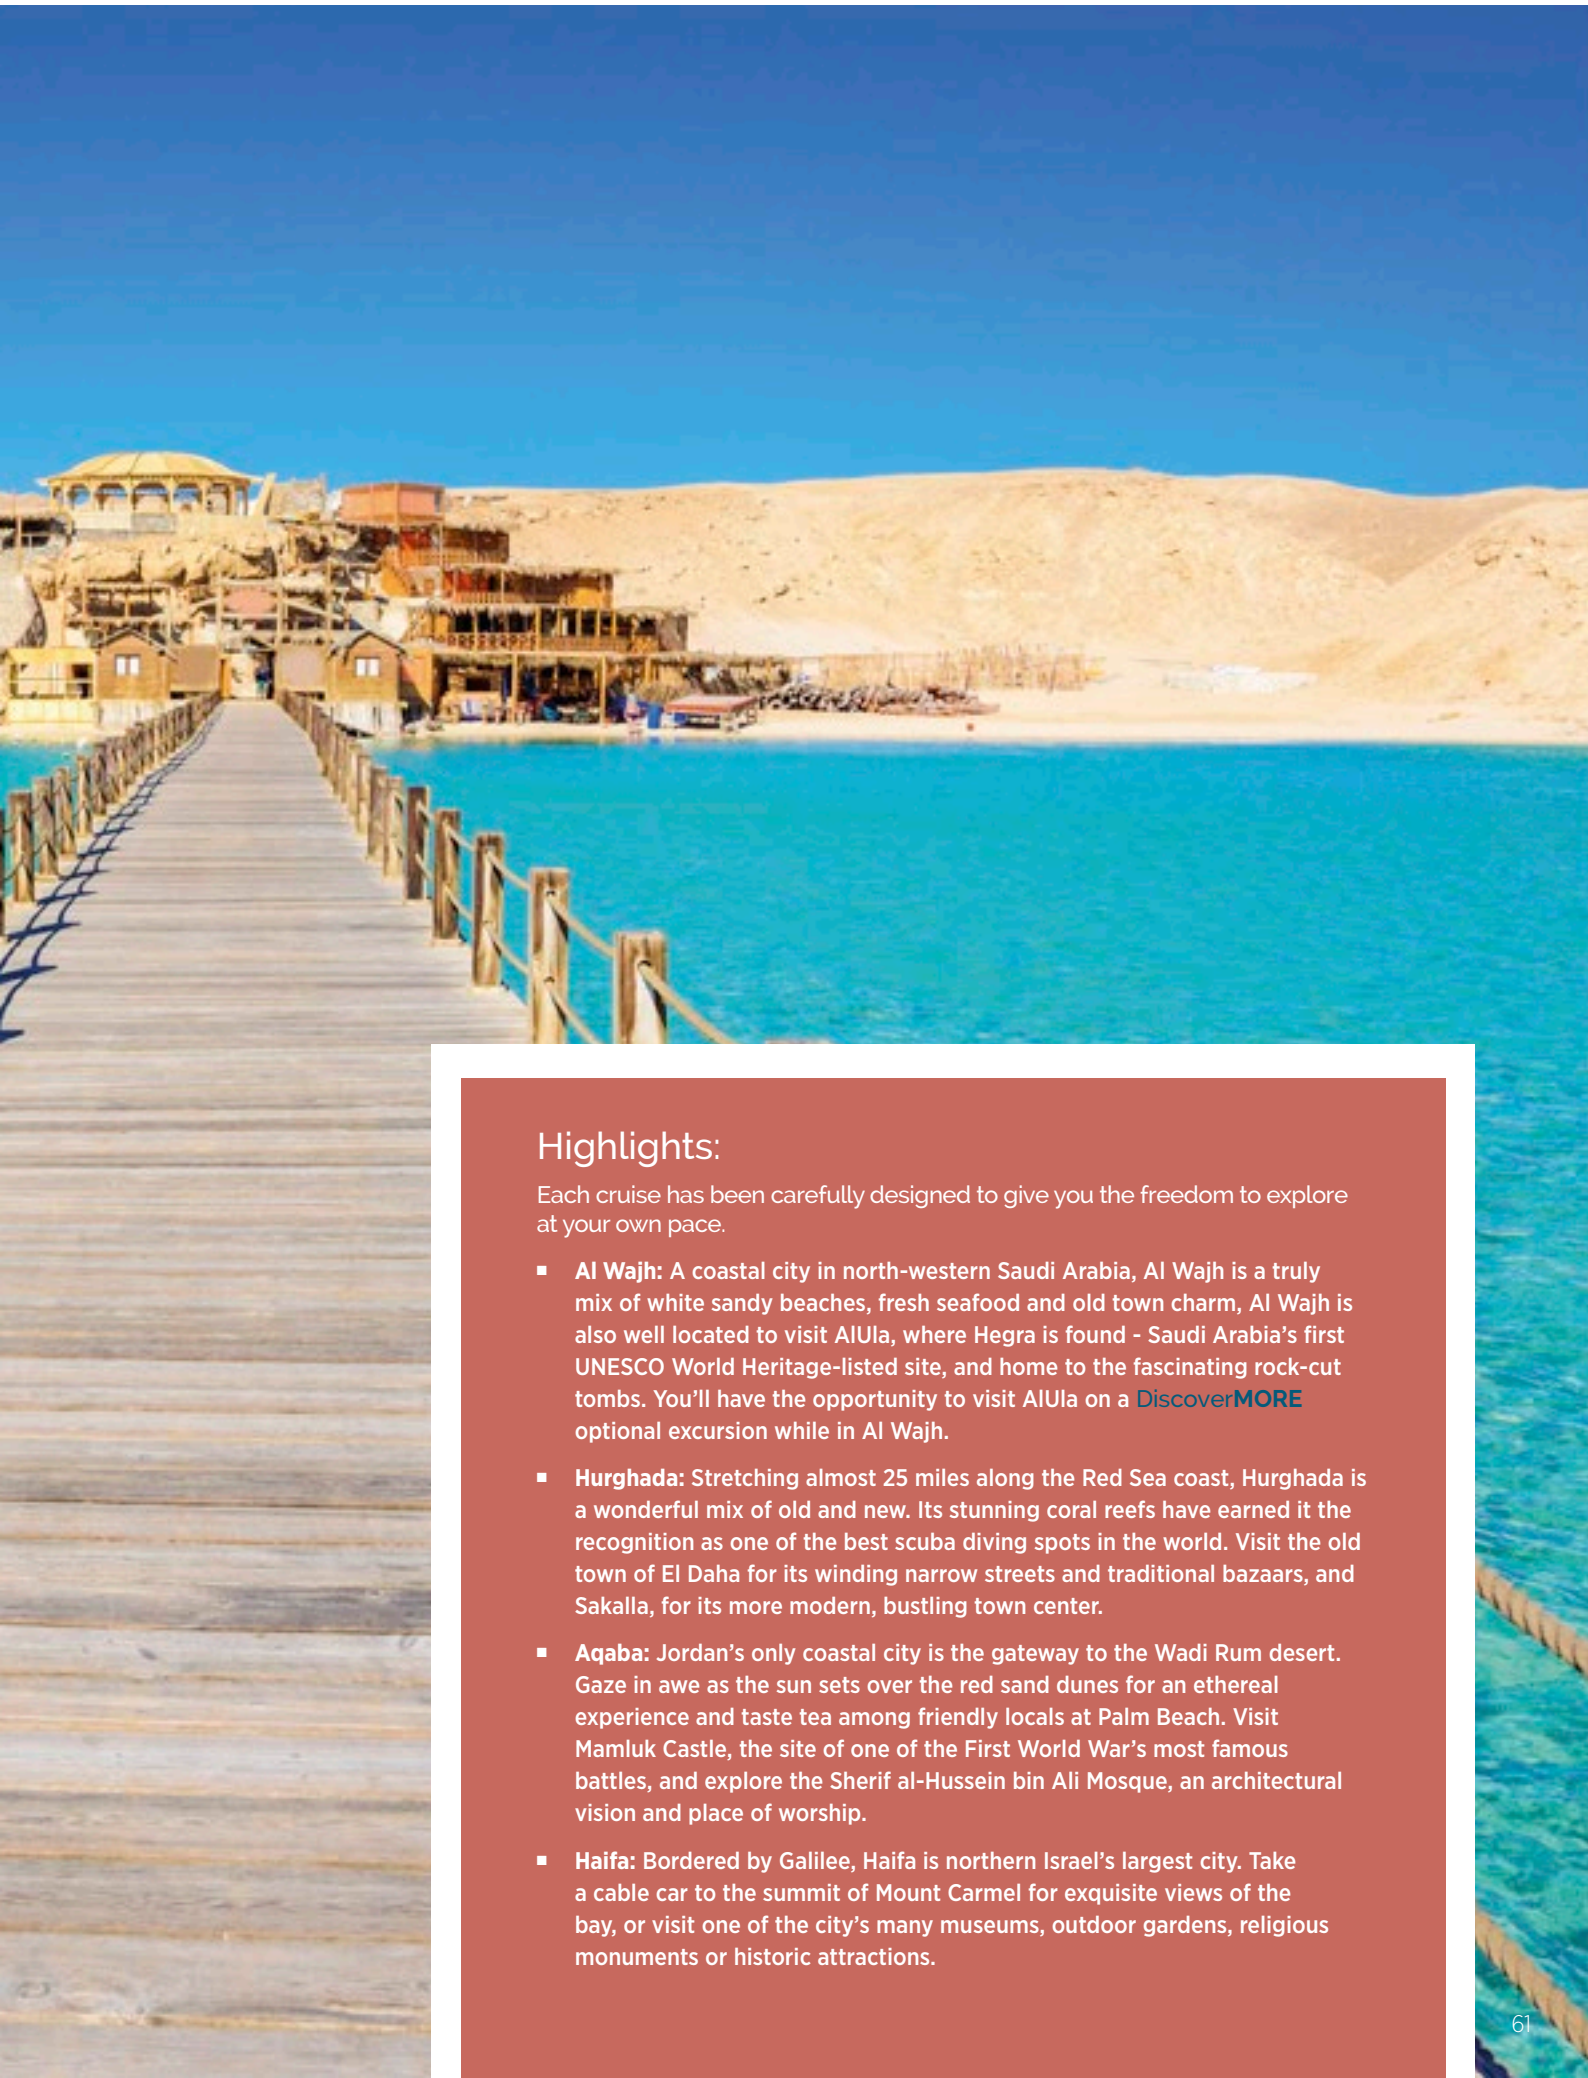 Highlights:
Each cruise has been carefully designed to give you the freedom to explore
at your own pace.
▪ Al Wajh: A coastal city in north-western Saudi Arabia, Al Wajh is a truly
mix of white sandy beaches, fresh seafood and old town charm, Al Wajh is
also well located to visit AlUla, where Hegra is found - Saudi Arabia’s first
UNESCO World Heritage-listed site, and home to the fascinating rock-cut
tombs. You’ll have the opportunity to visit AlUla on a DiscoverMORE
optional excursion while in Al Wajh.
▪ Hurghada: Stretching almost 25 miles along the Red Sea coast, Hurghada is
a wonderful mix of old and new. Its stunning coral reefs have earned it the
recognition as one of the best scuba diving spots in the world. Visit the old
town of El Daha for its winding narrow streets and traditional bazaars, and
Sakalla, for its more modern, bustling town center.
▪ Aqaba: Jordan’s only coastal city is the gateway to the Wadi Rum desert.
Gaze in awe as the sun sets over the red sand dunes for an ethereal
experience and taste tea among friendly locals at Palm Beach. Visit
Mamluk Castle, the site of one of the First World War’s most famous
battles, and explore the Sherif al-Hussein bin Ali Mosque, an architectural
vision and place of worship.
▪ Haifa: Bordered by Galilee, Haifa is northern Israel’s largest city. Take
a cable car to the summit of Mount Carmel for exquisite views of the
bay, or visit one of the city’s many museums, outdoor gardens, religious
monuments or historic attractions.
61